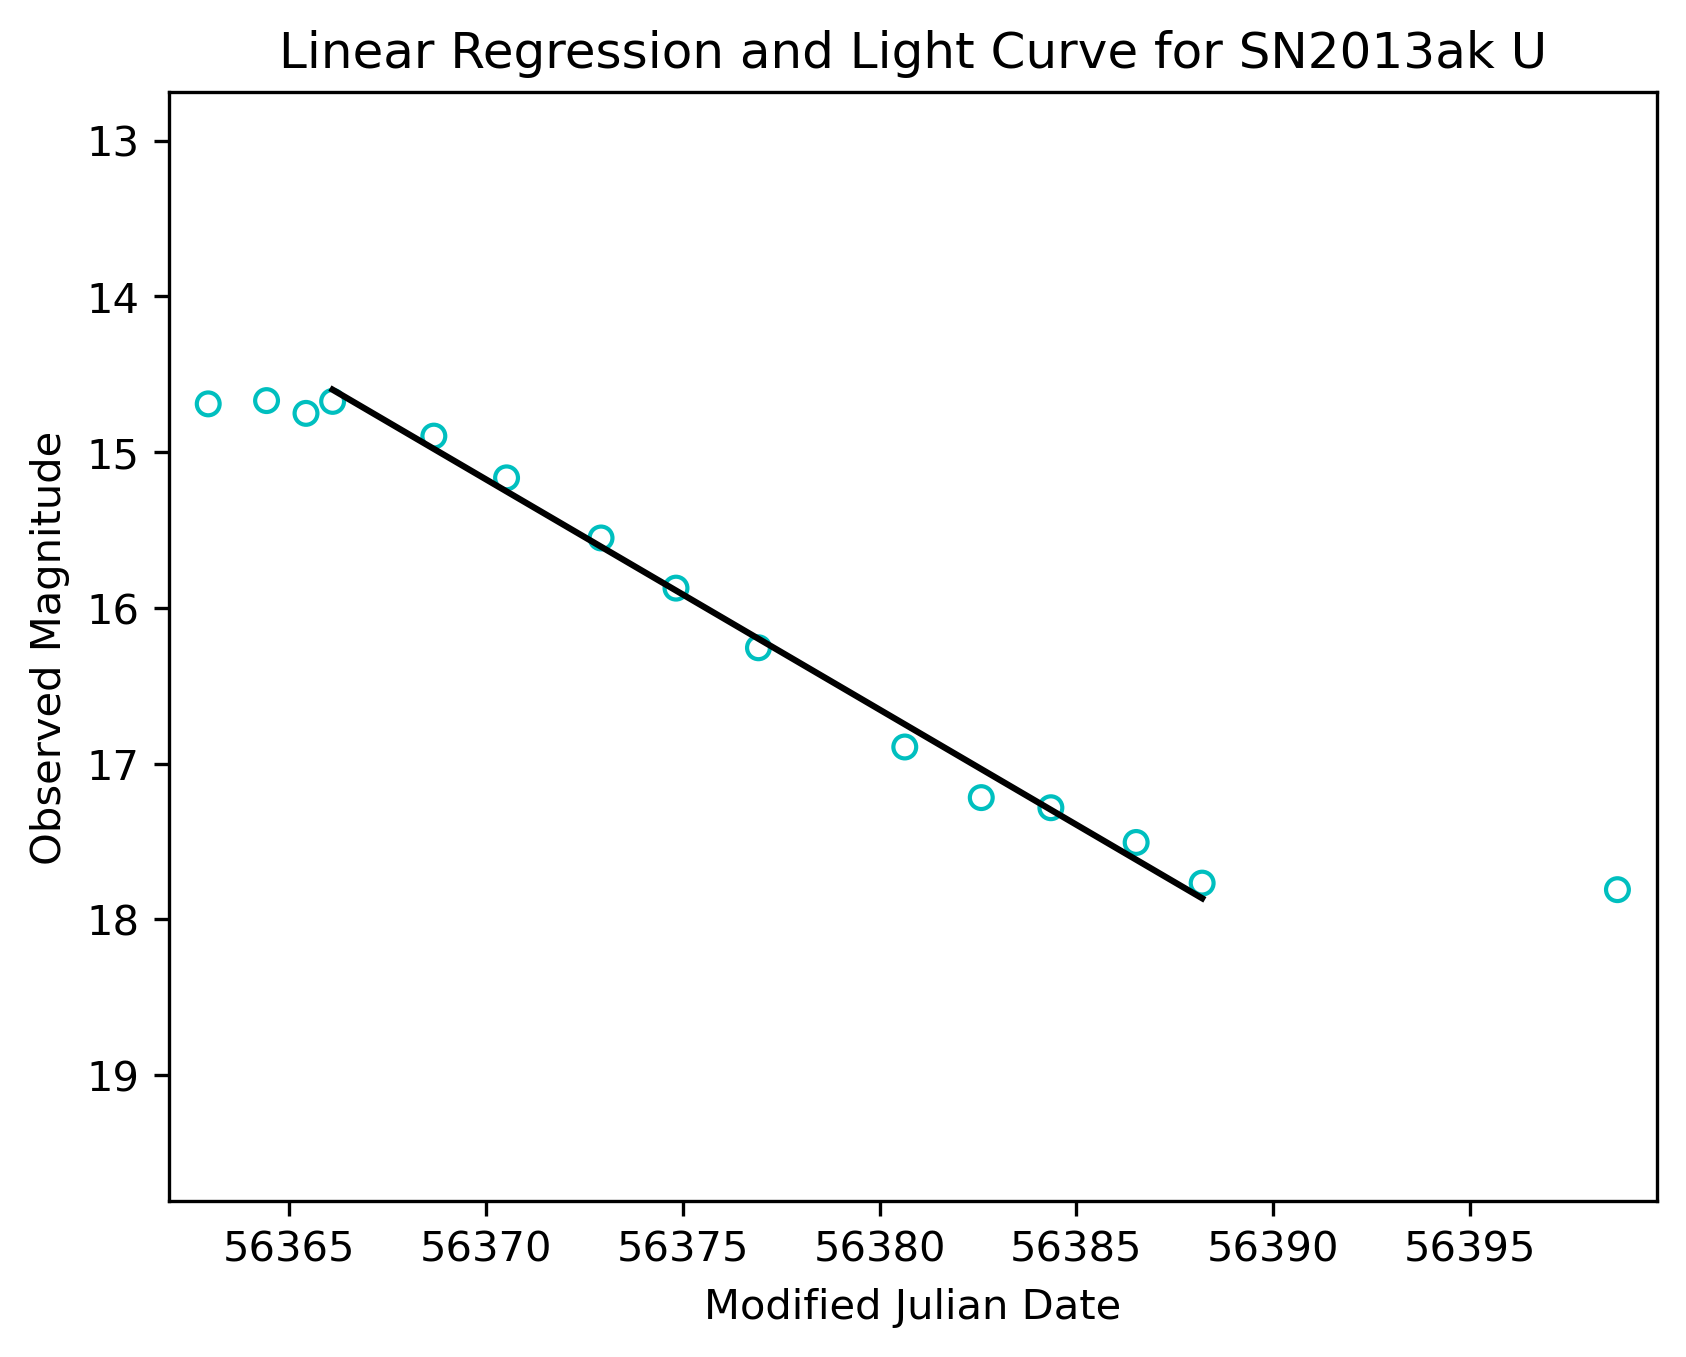 Linear Regression and Light Curve for SN2013ak U
13
14
15
16
17
18
19
Observed Magnitude
56365 56370 56375 56380 56385 56390 56395
Modified Julian Date